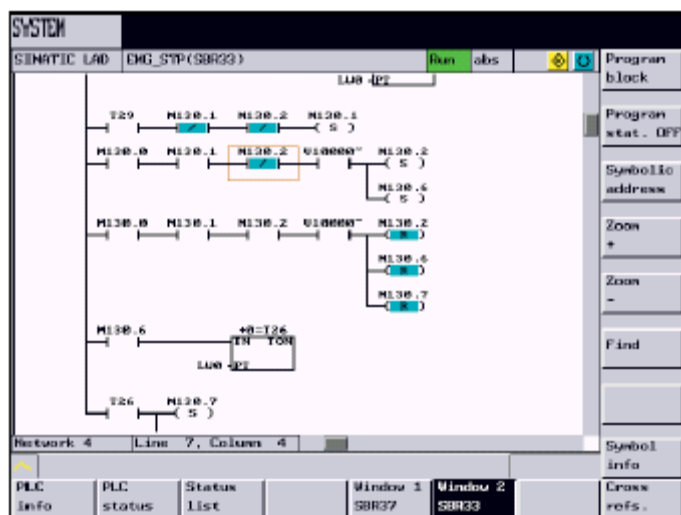 SYSTEM
SIMATIC LAD EMG_STP(SBR33) Run abs
LW0 PT
T29 M130.1 M130.2 M130.1
/ / S
M130.0 M130.1 M130.2 V10000~ M130.2
/ S
M130.6
S
M130.0 M130.1 M130.2 V10000~ M130.2
R
M130.6
R
M130.7
R
M130.6 +0=T26
IN TON
LW0 PT
T26 M130.7
S
Network 4 Line 7, Column 4
Program
block
Program
stat. OFF
Symbolic
address
Zoom
+
Zoom
-
Find
Symbol
info
Cross
refs.
PLC
info
PLC
status
Status
list
Window 1
SBR37
Window 2
SBR33